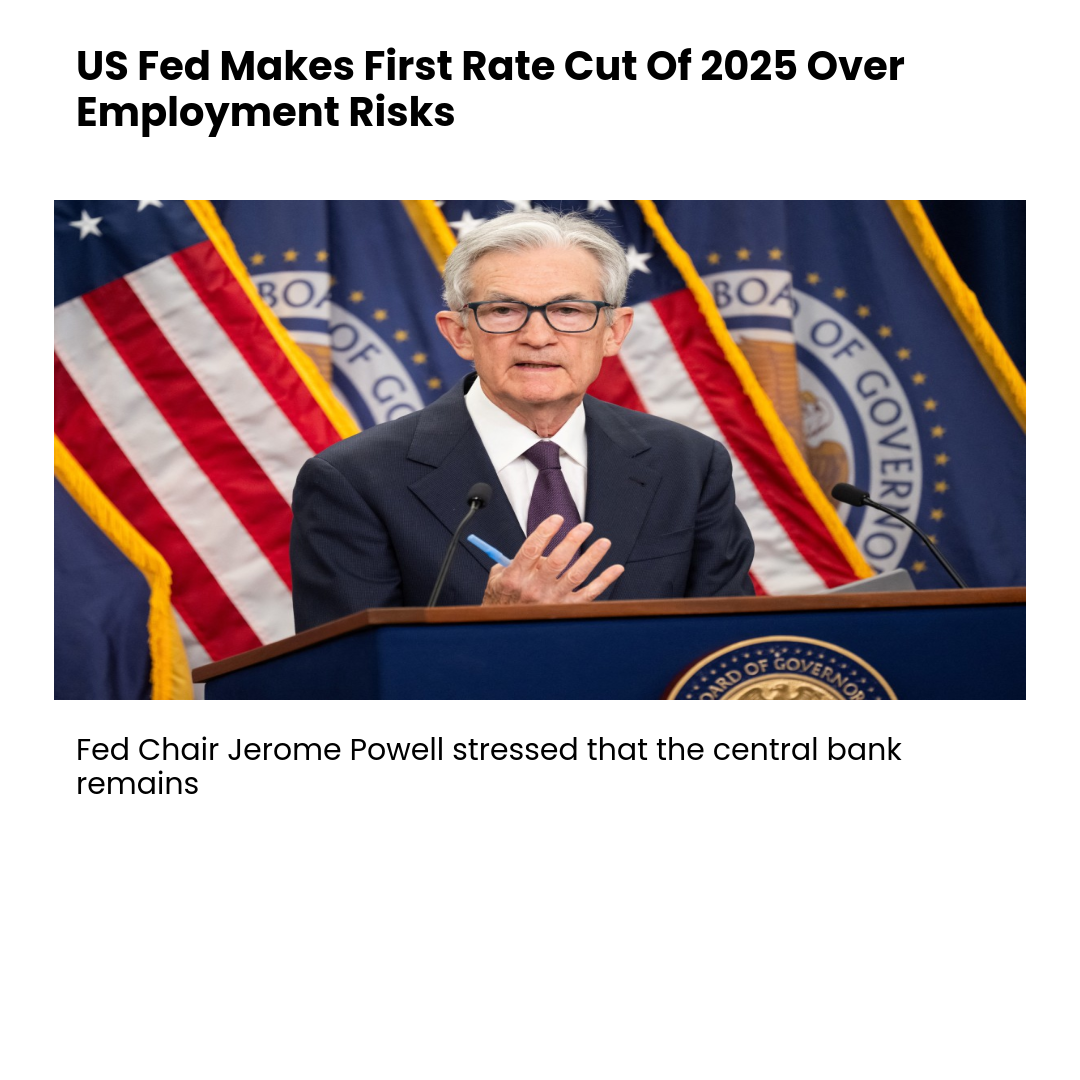 US Fed Makes First Rate Cut Of 2025 Over
Employment Risks
BOA
OF GO
BOA
OF GOVERNO
BOARD OF GOVERNOR
Fed Chair Jerome Powell stressed that the central bank
remains